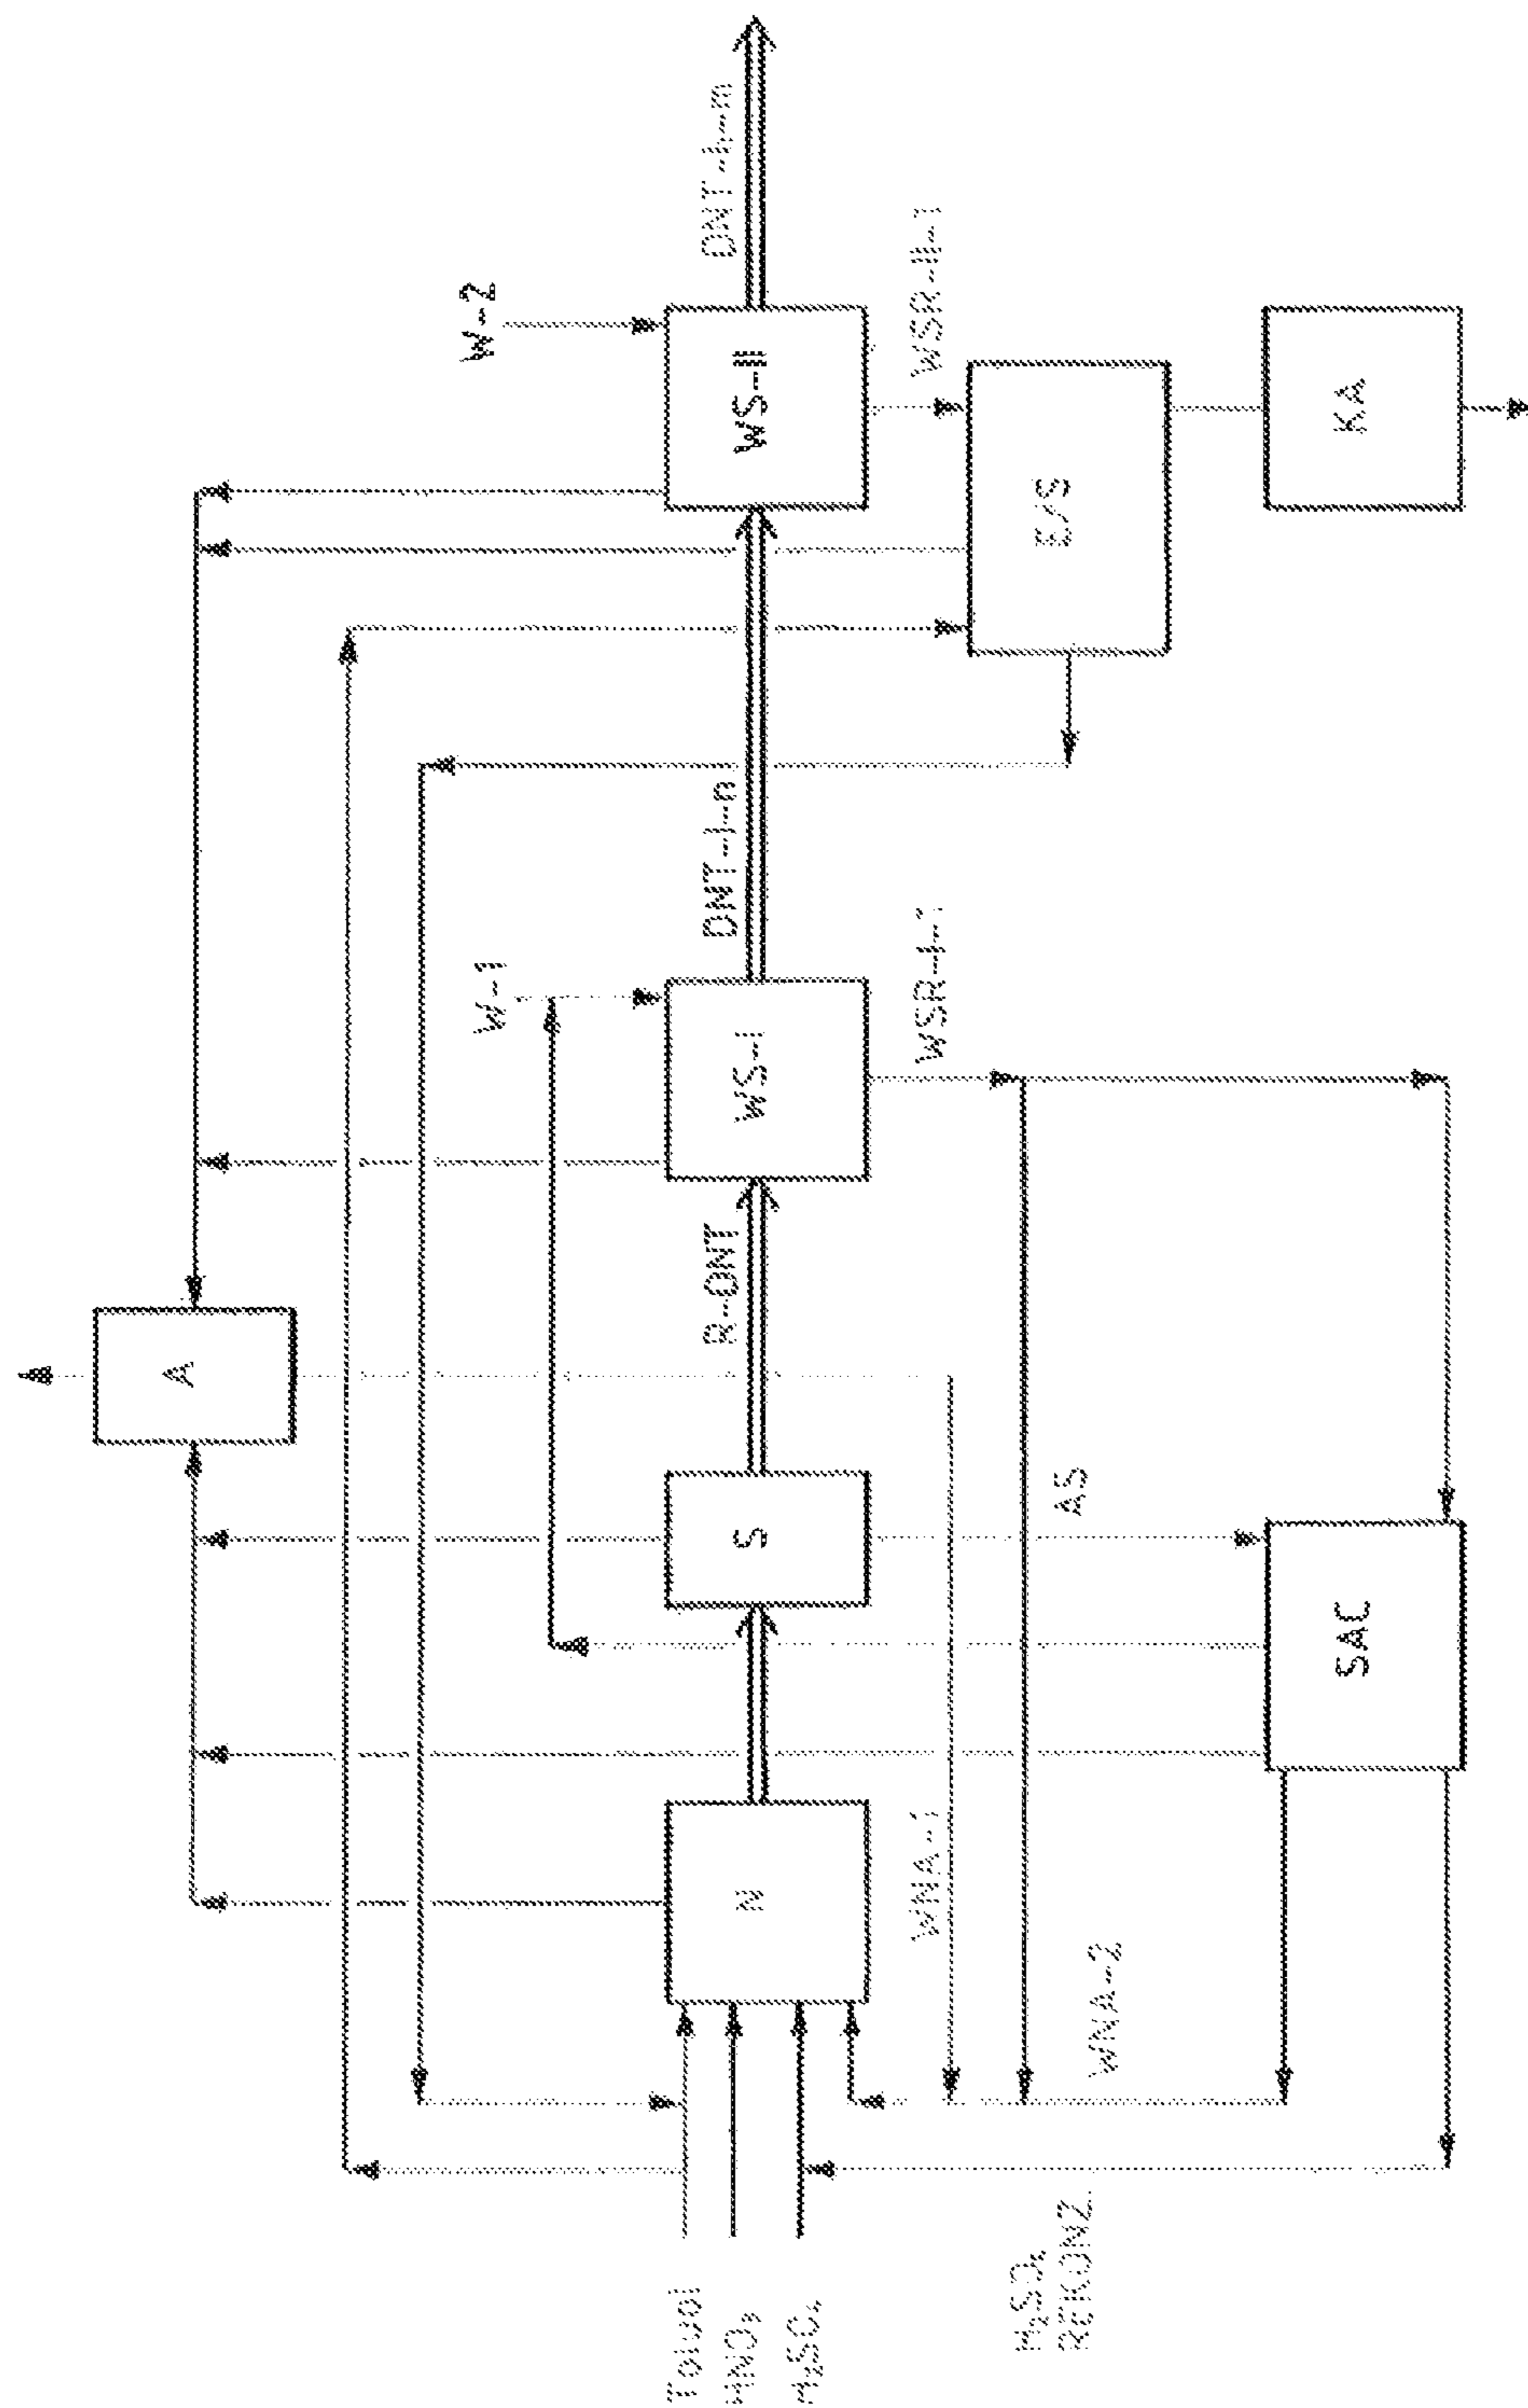 Toluol
HNO₃
H₂SO₄
N
S
R-DNT
WS-I
DNT-I-n
WS-II
DNT-II-m
A
W-1
W-2
WNA-1
WNA-2
H₂SO₄
REKONZ.
AS
SAC
WSR-I-1
WSR-II-1
E/S
KA